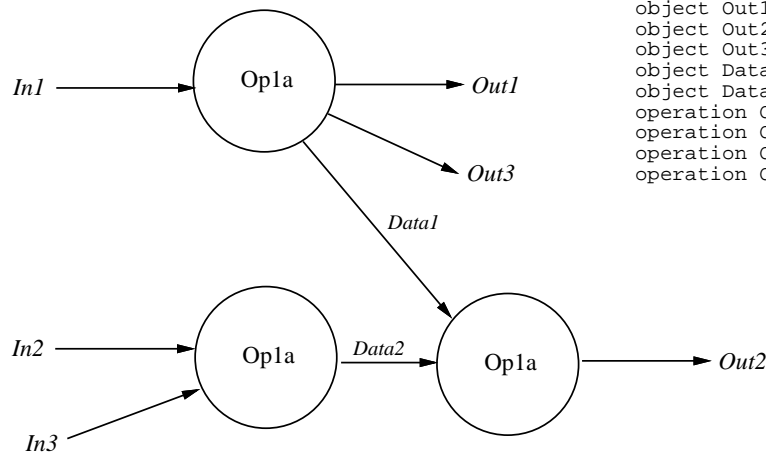 object Out1
object Out2
object Out3
object Data
object Data
operation O
operation O
operation O
operation O
In1
Op1a
Out1
Out3
Data1
In2
Op1a
Data2
Op1a
Out2
In3